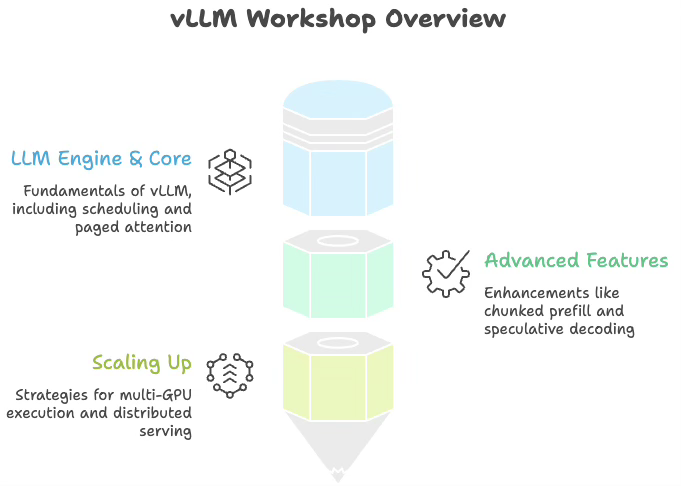 vLLM Workshop Overview
LLM Engine & Core
Fundamentals of vLLM,
including scheduling and
paged attention
Advanced Features
Enhancements like
chunked prefill and
speculative decoding
Scaling Up
Strategies for multi-GPU
execution and distributed
serving